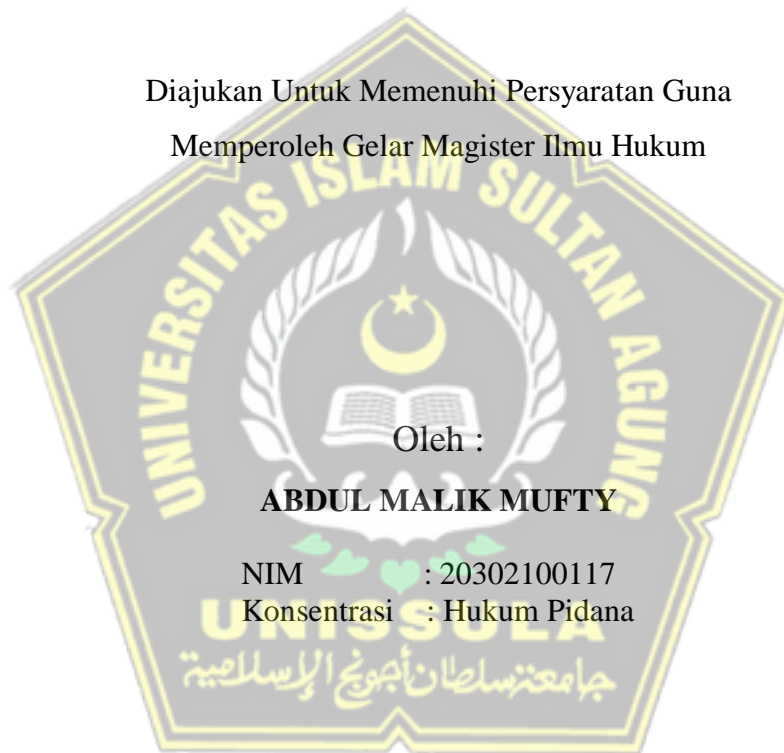 Diajukan Untuk Memenuhi Persyaratan Guna
Memperoleh Gelar Magister Ilmu Hukum
UNIVERSITAS ISLAM SULTAN AGUNG
Oleh :
ABDUL MALIK MUFTY
NIM : 20302100117
Konsentrasi : Hukum Pidana
UNISSULA
جامعة سلطان أجونج الإسلامية